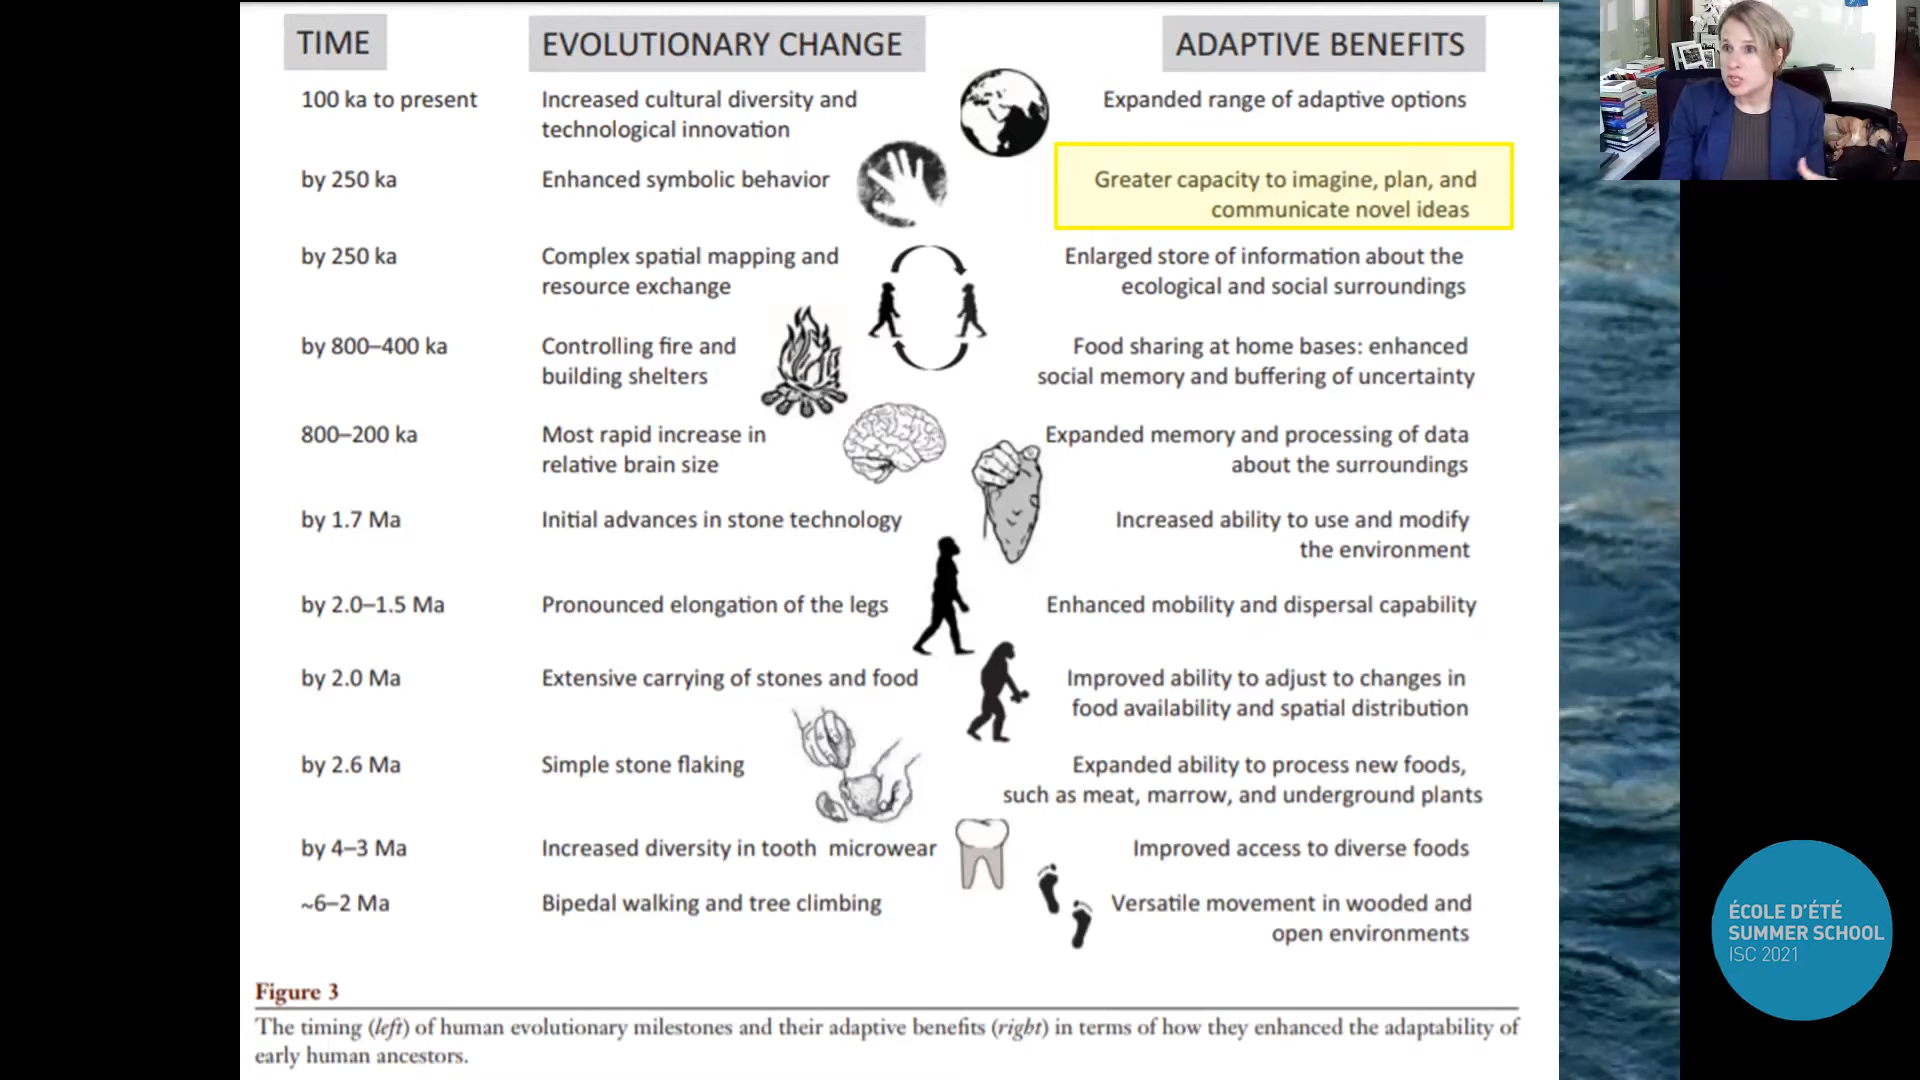 TIME
EVOLUTIONARY CHANGE
ADAPTIVE BENEFITS
100 ka to present
Increased cultural diversity and
technological innovation
Expanded range of adaptive options
by 250 ka
Enhanced symbolic behavior
Greater capacity to imagine, plan, and
communicate novel ideas
by 250 ka
Complex spatial mapping and
resource exchange
Enlarged store of information about the
ecological and social surroundings
by 800–400 ka
Controlling fire and
building shelters
Food sharing at home bases: enhanced
social memory and buffering of uncertainty
800–200 ka
Most rapid increase in
relative brain size
Expanded memory and processing of data
about the surroundings
by 1.7 Ma
Initial advances in stone technology
Increased ability to use and modify
the environment
by 2.0–1.5 Ma
Pronounced elongation of the legs
Enhanced mobility and dispersal capability
by 2.0 Ma
Extensive carrying of stones and food
Improved ability to adjust to changes in
food availability and spatial distribution
by 2.6 Ma
Simple stone flaking
Expanded ability to process new foods,
such as meat, marrow, and underground plants
by 4–3 Ma
Increased diversity in tooth microwear
Improved access to diverse foods
~6–2 Ma
Bipedal walking and tree climbing
Versatile movement in wooded and
open environments
Figure 3
The timing (left) of human evolutionary milestones and their adaptive benefits (right) in terms of how they enhanced the adaptability of
early human ancestors.
ÉCOLE D'ÉTÉ
SUMMER SCHOOL
ISC 2021